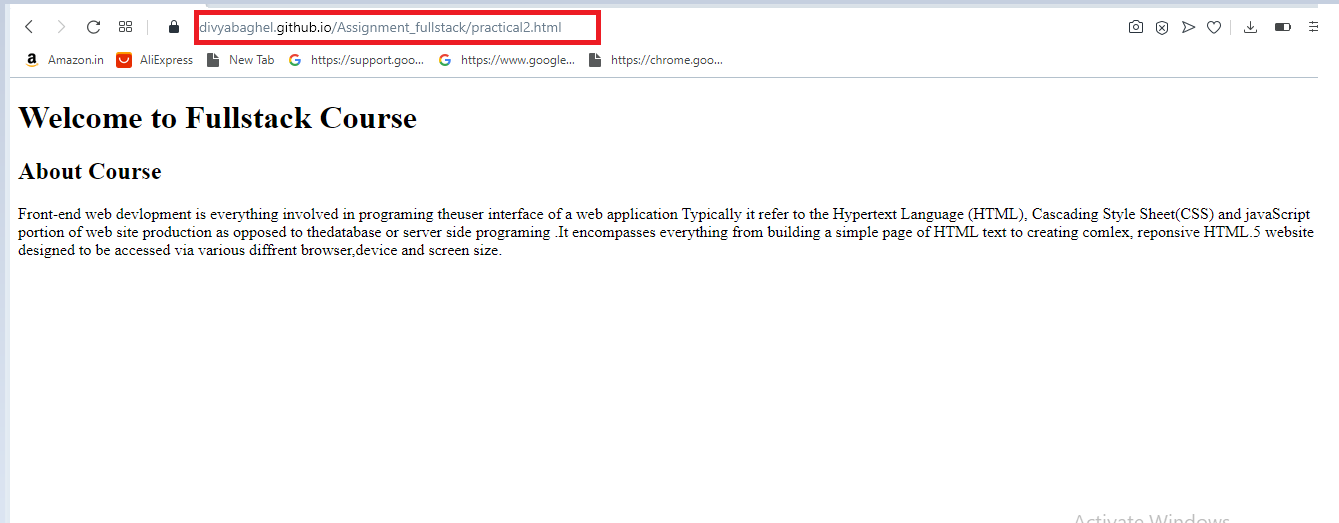 divyabaghel.github.io/Assignment_fullstack/practical2.html
Amazon.in AliExpress New Tab https://support.goo... https://www.google... https://chrome.goo...
Welcome to Fullstack Course
About Course
Front-end web devlopment is everything involved in programing theuser interface of a web application Typically it refer to the Hypertext Language (HTML), Cascading Style Sheet(CSS) and javaScript
portion of web site production as opposed to thedatabase or server side programing .It encompasses everything from building a simple page of HTML text to creating comlex, reponsive HTML.5 website
designed to be accessed via various diffrent browser,device and screen size.
Activate Windows